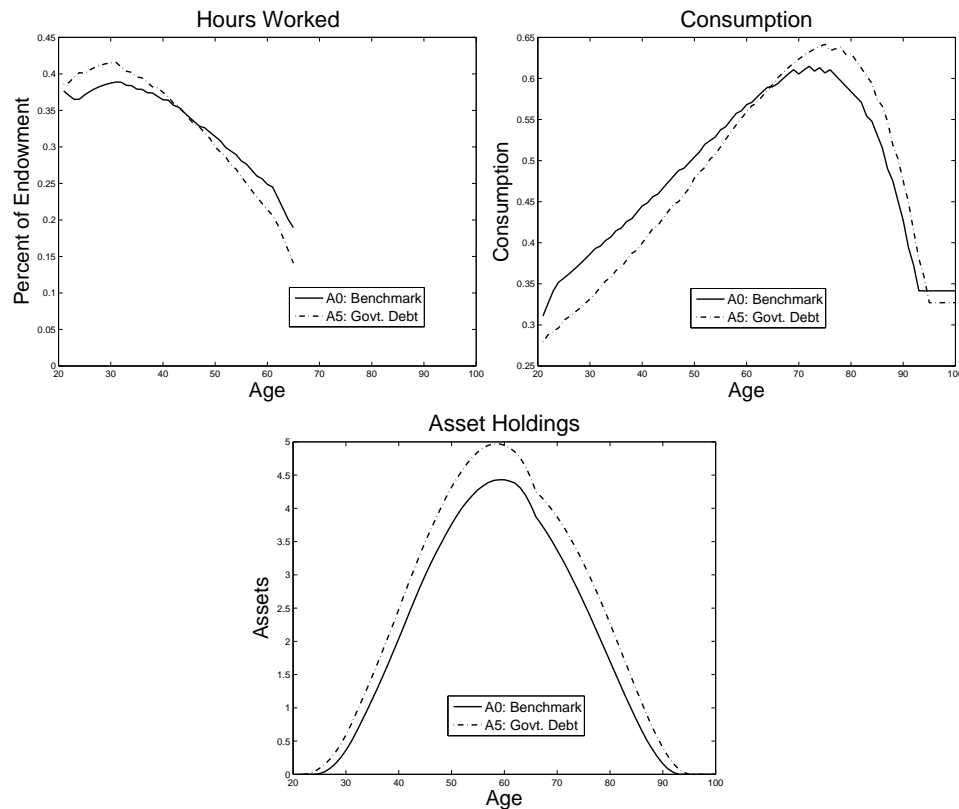 Hours Worked
Percent of Endowment
0.45
0.4
0.35
0.3
0.25
0.2
0.15
0.1
0.05
0
20 30 40 50 60 70 80 90 100
Age
A0: Benchmark
A5: Govt. Debt
Consumption
Consumption
0.65
0.6
0.55
0.5
0.45
0.4
0.35
0.3
0.25
20 30 40 50 60 70 80 90 100
Age
A0: Benchmark
A5: Govt. Debt
Asset Holdings
Assets
5
4.5
4
3.5
3
2.5
2
1.5
1
0.5
0
20 30 40 50 60 70 80 90 100
Age
A0: Benchmark
A5: Govt. Debt